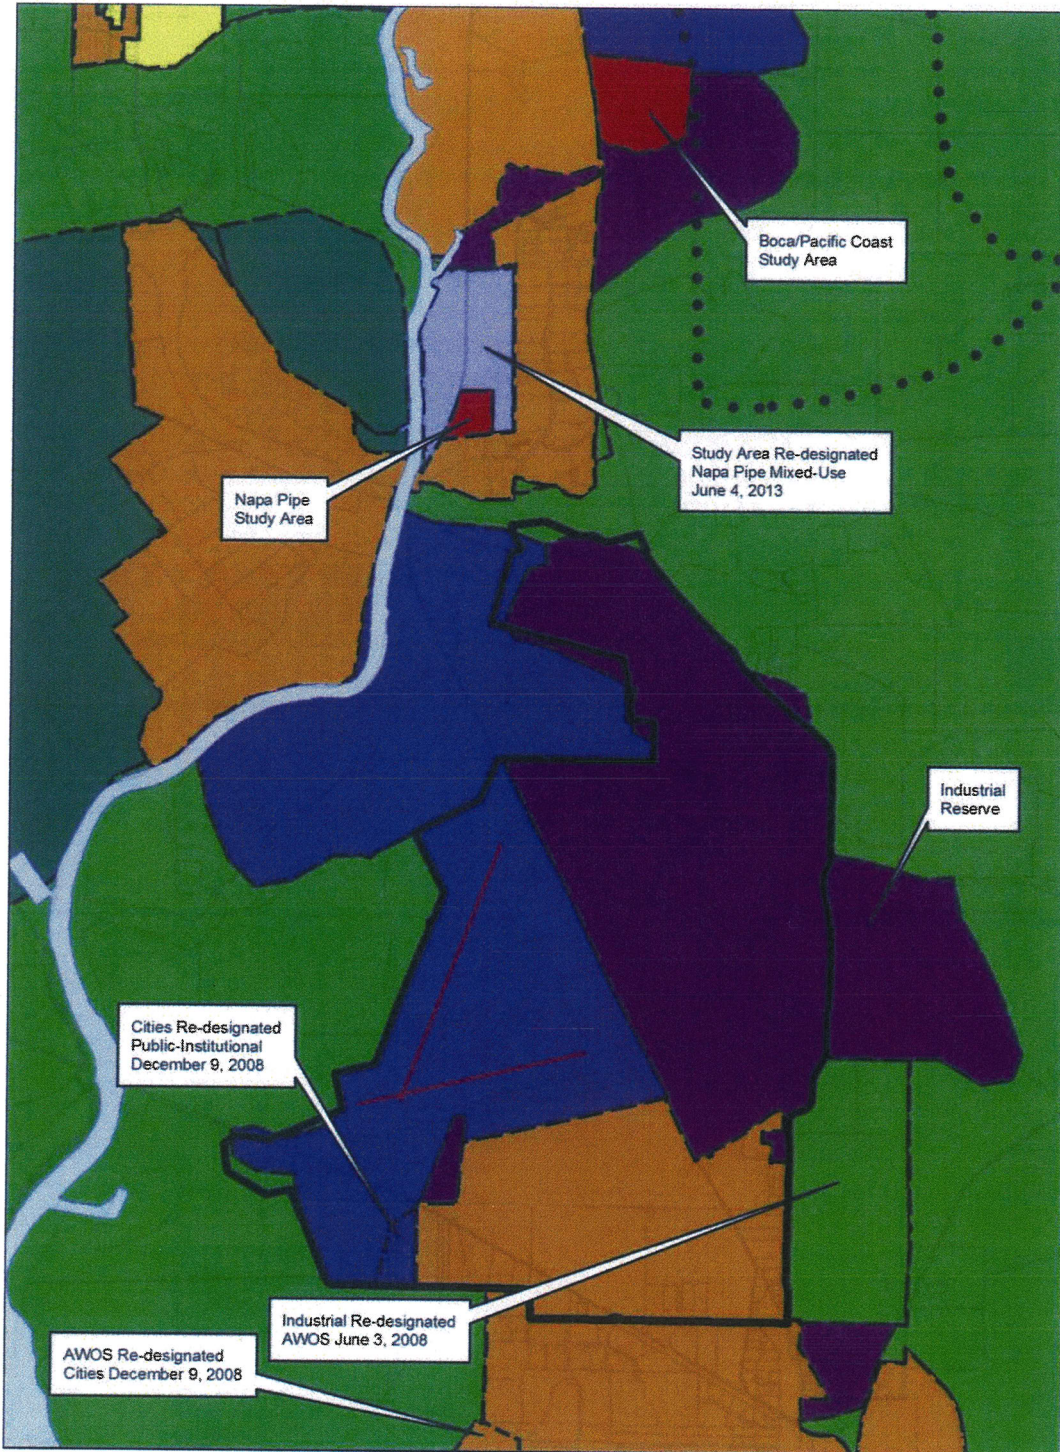 Boca/Pacific Coast
Study Area
Study Area Re-designated
Napa Pipe Mixed-Use
June 4, 2013
Napa Pipe
Study Area
Industrial
Reserve
Cities Re-designated
Public-Institutional
December 9, 2008
Industrial Re-designated
AWOS June 3, 2008
AWOS Re-designated
Cities December 9, 2008